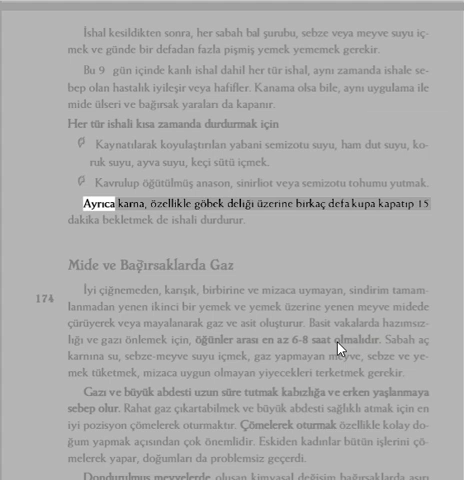 İshal kesildikten sonra, her sabah bal şurubu, sebze veya meyve suyu iç-
mek ve günde bir defadan fazla pişmiş yemek yememek gerekir.
Bu 9 gün içinde kanlı ishal dahil her tür ishal, aynı zamanda ishale se-
bep olan hastalık iyileşir veya hafifler. Kanama olsa bile, aynı uygulama ile
mide ülseri ve bağırsak yaraları da kapanır.
Her tür ishali kısa zamanda durdurmak için
Kaynatılarak koyulaştırılan yabani semizotu suyu, ham dut suyu, ko-
ruk suyu, ayva suyu, keçi sütü içmek.
Kavrulup öğütülmüş anason, sinirliot veya semizotu tohumu yutmak.
Ayrıca karna, özellikle göbek deliği üzerine birkaç defa kupa kapatıp 15
dakika bekletmek de ishali durdurur.
Mide ve Bağırsaklarda Gaz
İyi çiğnemeden, karışık, birbirine ve mizaca uymayan, sindirim tamam-
174
lanmadan yenen ikinci bir yemek ve yemek üzerine yenen meyve midede
çürüyerek veya mayalanarak gaz ve asit oluşturur. Basit vakalarda hazımsız-
lığı ve gazı önlemek için, öğünler arası en az 6-8 saat olmalıdır. Sabah aç
karnına su, sebze-meyve suyu içmek, gaz yapmayan meyve, sebze ve ye-
mek tüketmek, mizaca uygun olmayan yiyecekleri terketmek gerekir.
Gazı ve büyük abdesti uzun süre tutmak kabızlığa ve erken yaşlanmaya
sebep olur. Rahat gaz çıkartabilmek ve büyük abdesti sağlıklı atmak için en
iyi pozisyon çömelerek oturmaktır. Çömelerek oturmak özellikle kolay do-
ğum yapmak açısından çok önemlidir. Eskiden kadınlar bütün işlerini çö-
melerek yapar, doğumları da problemsiz geçerdi.
Dondurulmuş meyvelerde oluşan kimyasal değişim bağırsaklarda aşırı